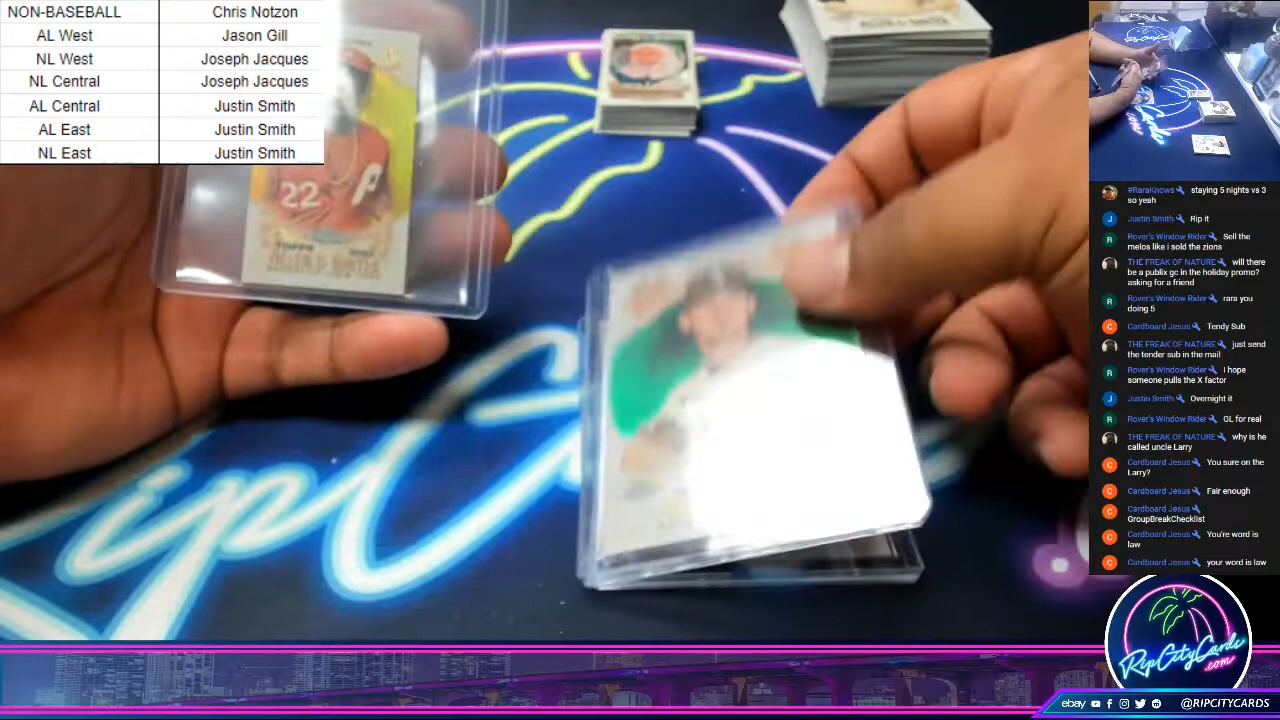 NON-BASEBALL Chris Notzon
AL West Jason Gill
NL West Joseph Jacques
NL Central Joseph Jacques
AL Central Justin Smith
AL East Justin Smith
NL East Justin Smith
22 P
TOPPS
#RaraKnows staying 5 nights vs 3
so yeah
J Justin Smith Rip it
R Rover's Window Rider Sell the
melos like i sold the zions
THE FREAK OF NATURE will there
be a publix gc in the holiday promo?
asking for a friend
R Rover's Window Rider rara you
doing 5
C Cardboard Jesus Tendy Sub
THE FREAK OF NATURE just send
the tender sub in the mail
R Rover's Window Rider I hope
someone pulls the X factor
J Justin Smith Overnight it
R Rover's Window Rider GL for real
THE FREAK OF NATURE why is he
called uncle Larry
C Cardboard Jesus You sure on the
Larry?
C Cardboard Jesus Fair enough
C Cardboard Jesus
GroupBreakChecklist
C Cardboard Jesus You're word is
law
C Cardboard Jesus your word is law
RipCityCards
.com
ebay @RIPCITYCARDS